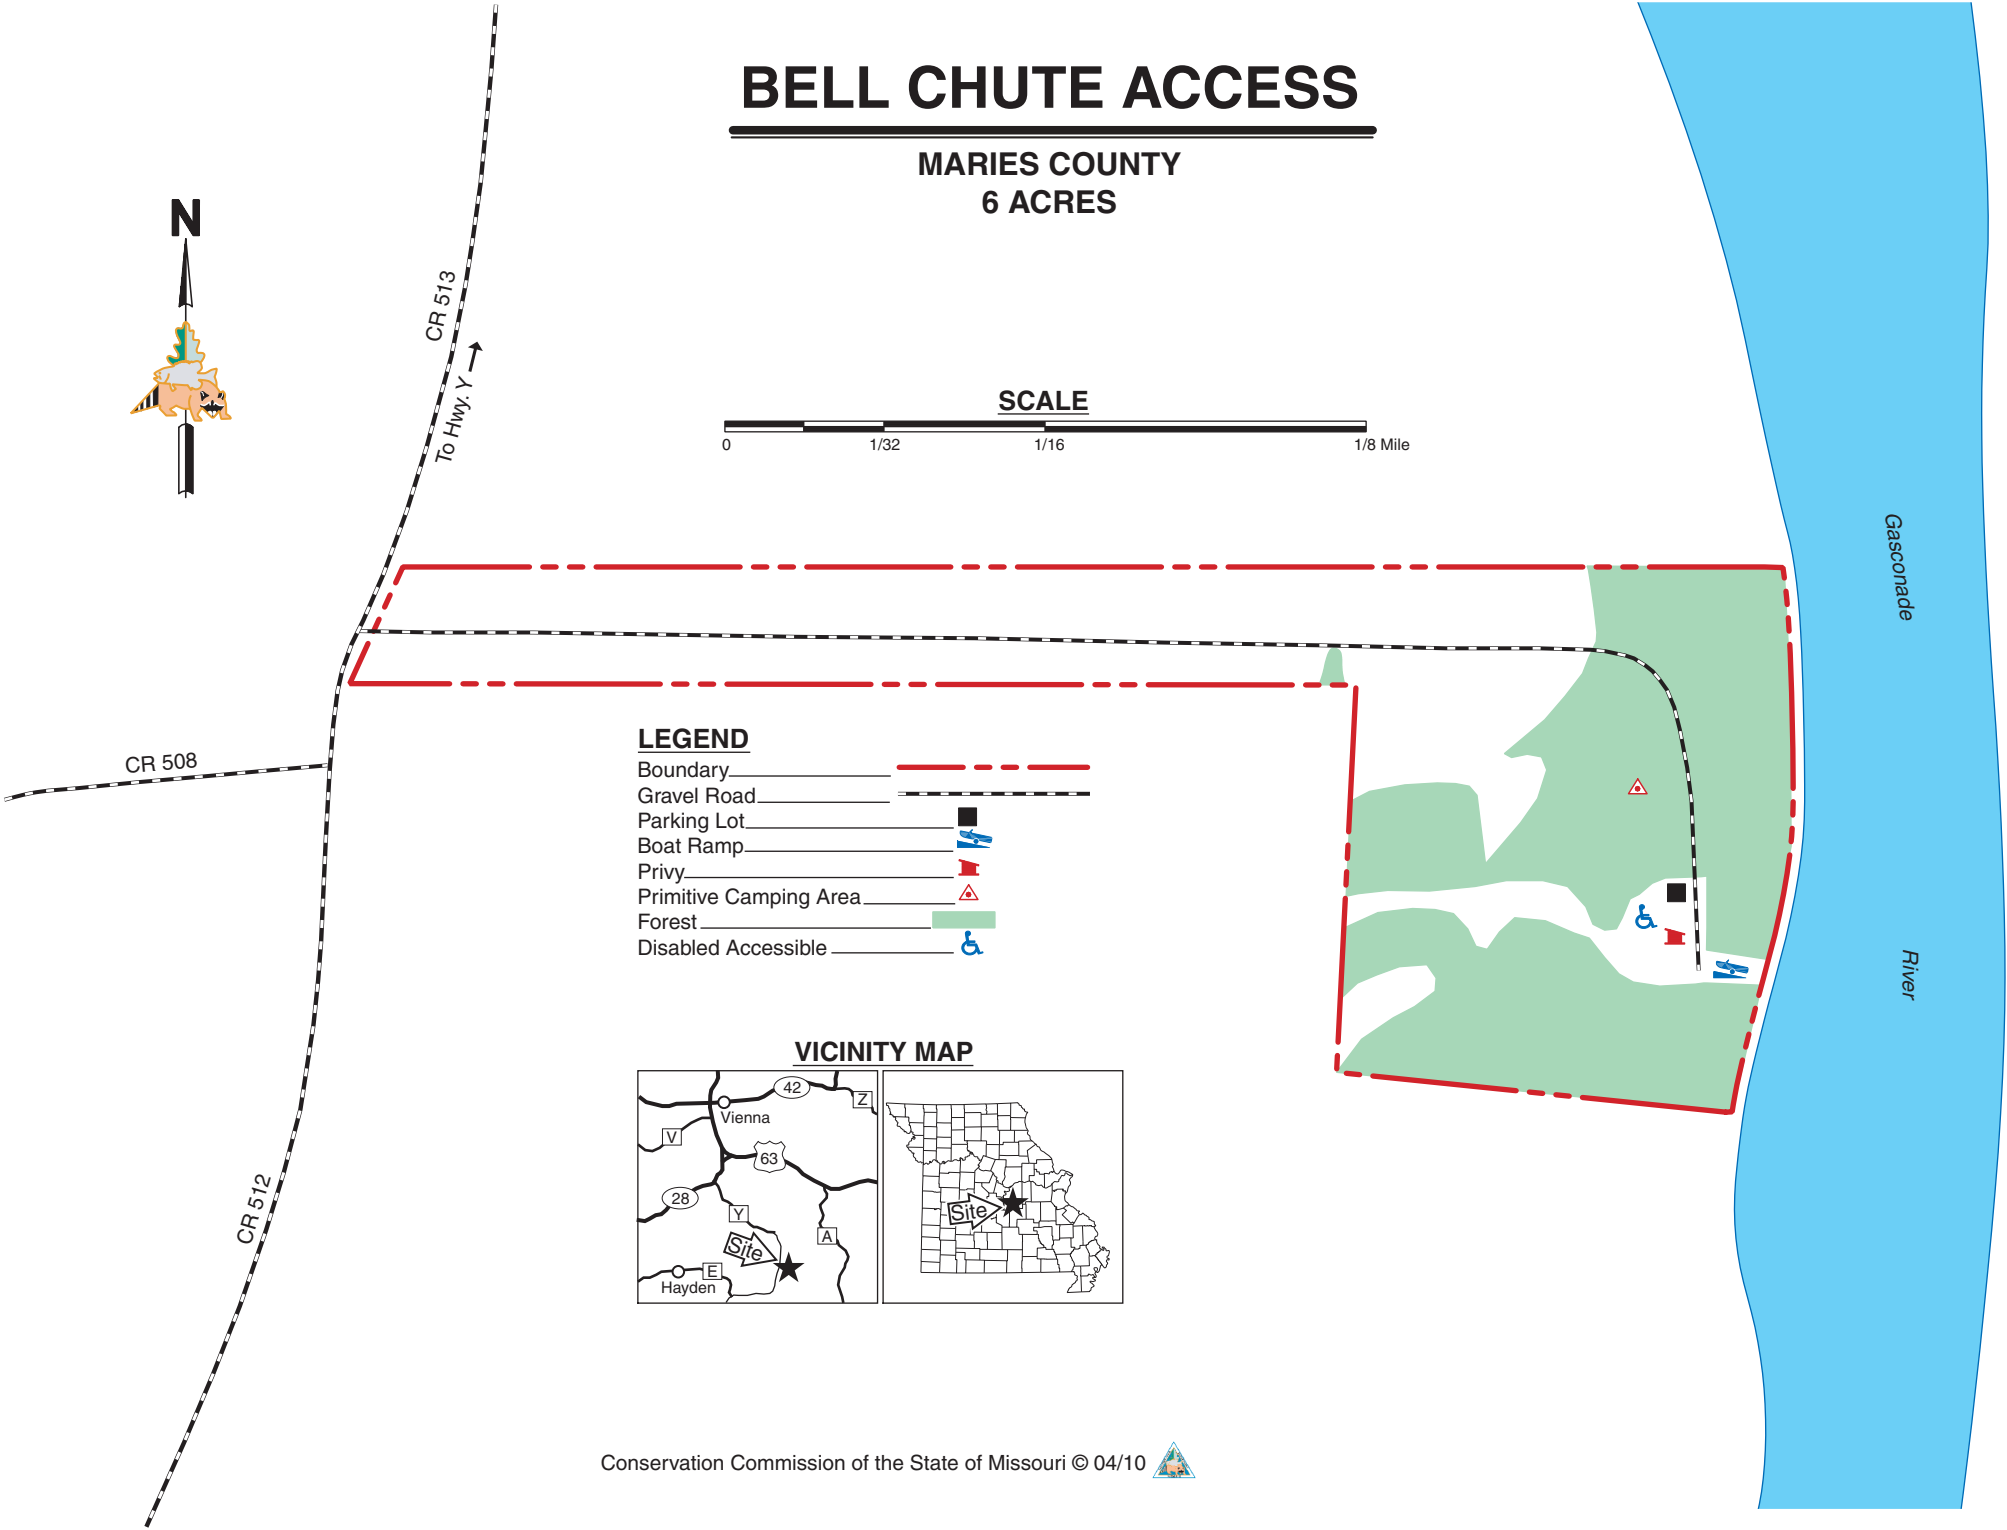 BELL CHUTE ACCESS
MARIES COUNTY
6 ACRES
N
CR 513
To Hwy. Y
SCALE
0 1/32 1/16 1/8 Mile
Gasconade
River
CR 508
CR 512
LEGEND
Boundary
Gravel Road
Parking Lot
Boat Ramp
Privy
Primitive Camping Area
Forest
Disabled Accessible
VICINITY MAP
42
Z
Vienna
V
63
28
Y
A
Site
E
Hayden
Site
Conservation Commission of the State of Missouri © 04/10